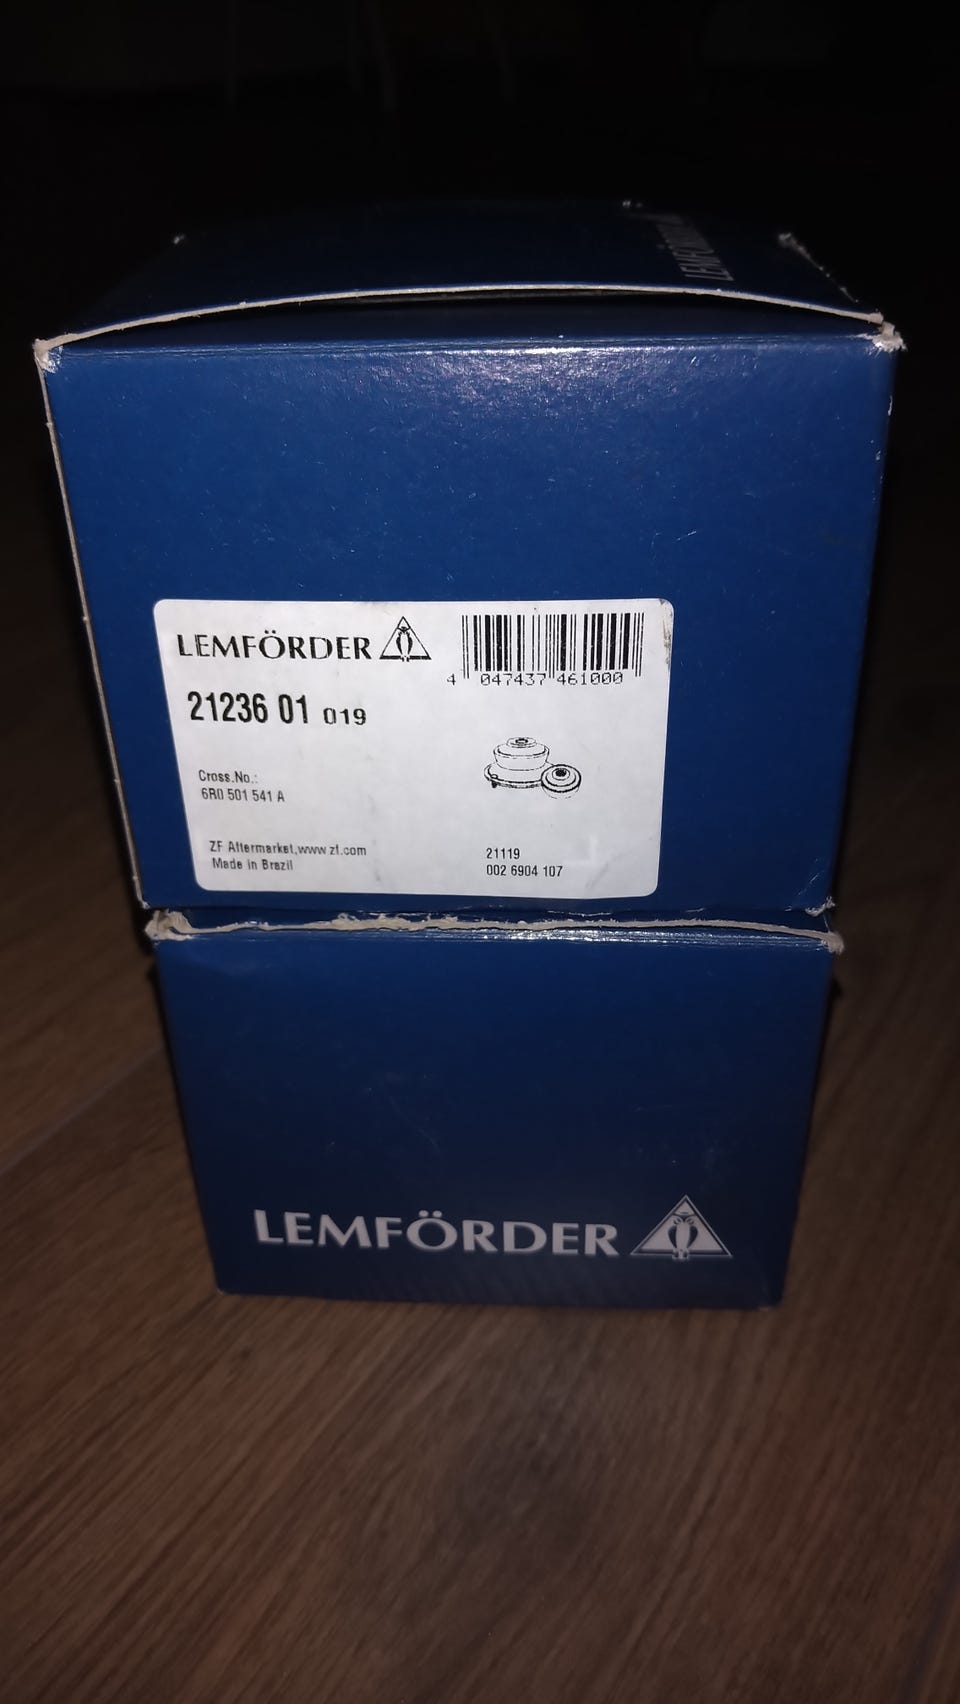 LEMFÖRDER
LEMFÖRDER
4 047437 461000
21236 01 019
Cross.No.:
6R0 501 541 A
ZF Aftermarket,www.zf.com
Made in Brazil
21119
002 6904 107
LEMFÖRDER